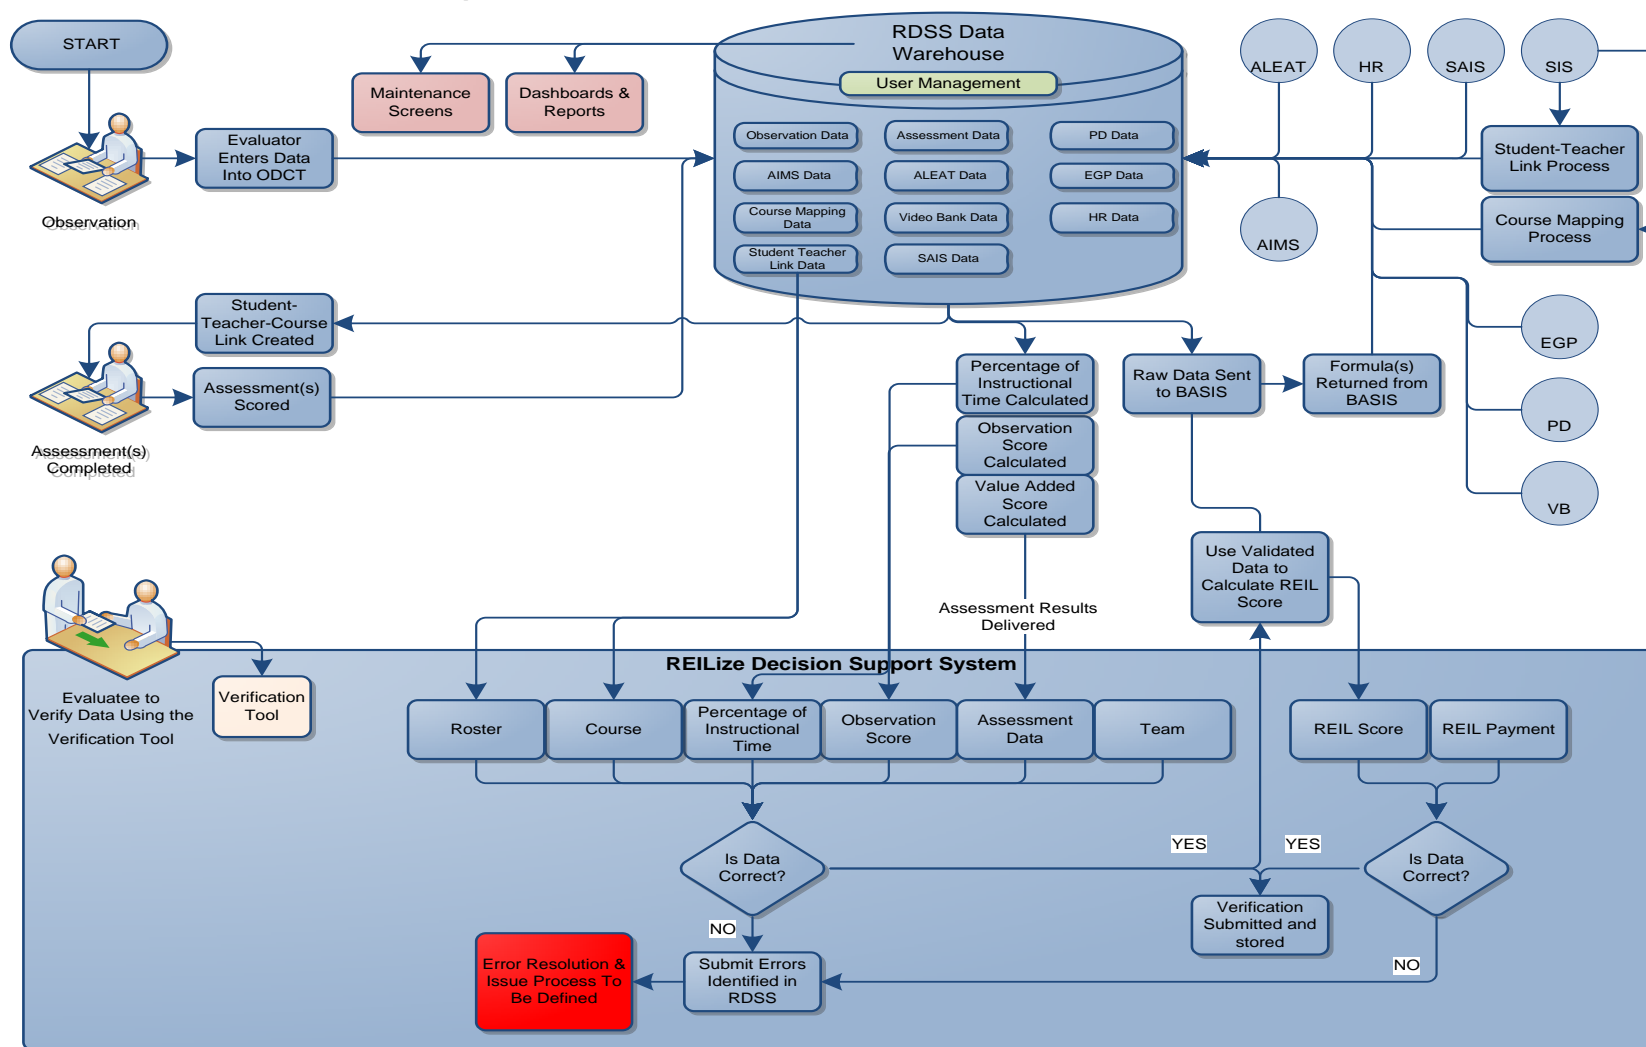 START
RDSS Data
Warehouse
User Management
ALEAT
HR
SAIS
SIS
Maintenance
Screens
Dashboards &
Reports
Evaluator
Enters Data
Into ODCT
Observation
Observation Data
Assessment Data
PD Data
AIMS Data
ALEAT Data
EGP Data
Course Mapping
Data
Video Bank Data
HR Data
Student Teacher
Link Data
SAIS Data
Student-Teacher
Link Process
Course Mapping
Process
AIMS
Student-
Teacher-Course
Link Created
Assessment(s)
Scored
Assessment(s)
Completed
Percentage of
Instructional
Time Calculated
Observation
Score
Calculated
Value Added
Score
Calculated
Raw Data Sent
to BASIS
Formula(s)
Returned from
BASIS
EGP
PD
VB
Use Validated
Data to
Calculate REIL
Score
Assessment Results
Delivered
REILize Decision Support System
Evaluatee to
Verify Data Using the
Verification Tool
Verification
Tool
Roster
Course
Percentage of
Instructional
Time
Observation
Score
Assessment
Data
Team
REIL Score
REIL Payment
Is Data
Correct?
YES
YES
Is Data
Correct?
Verification
Submitted and
stored
NO
NO
Error Resolution &
Issue Process To
Be Defined
Submit Errors
Identified in
RDSS